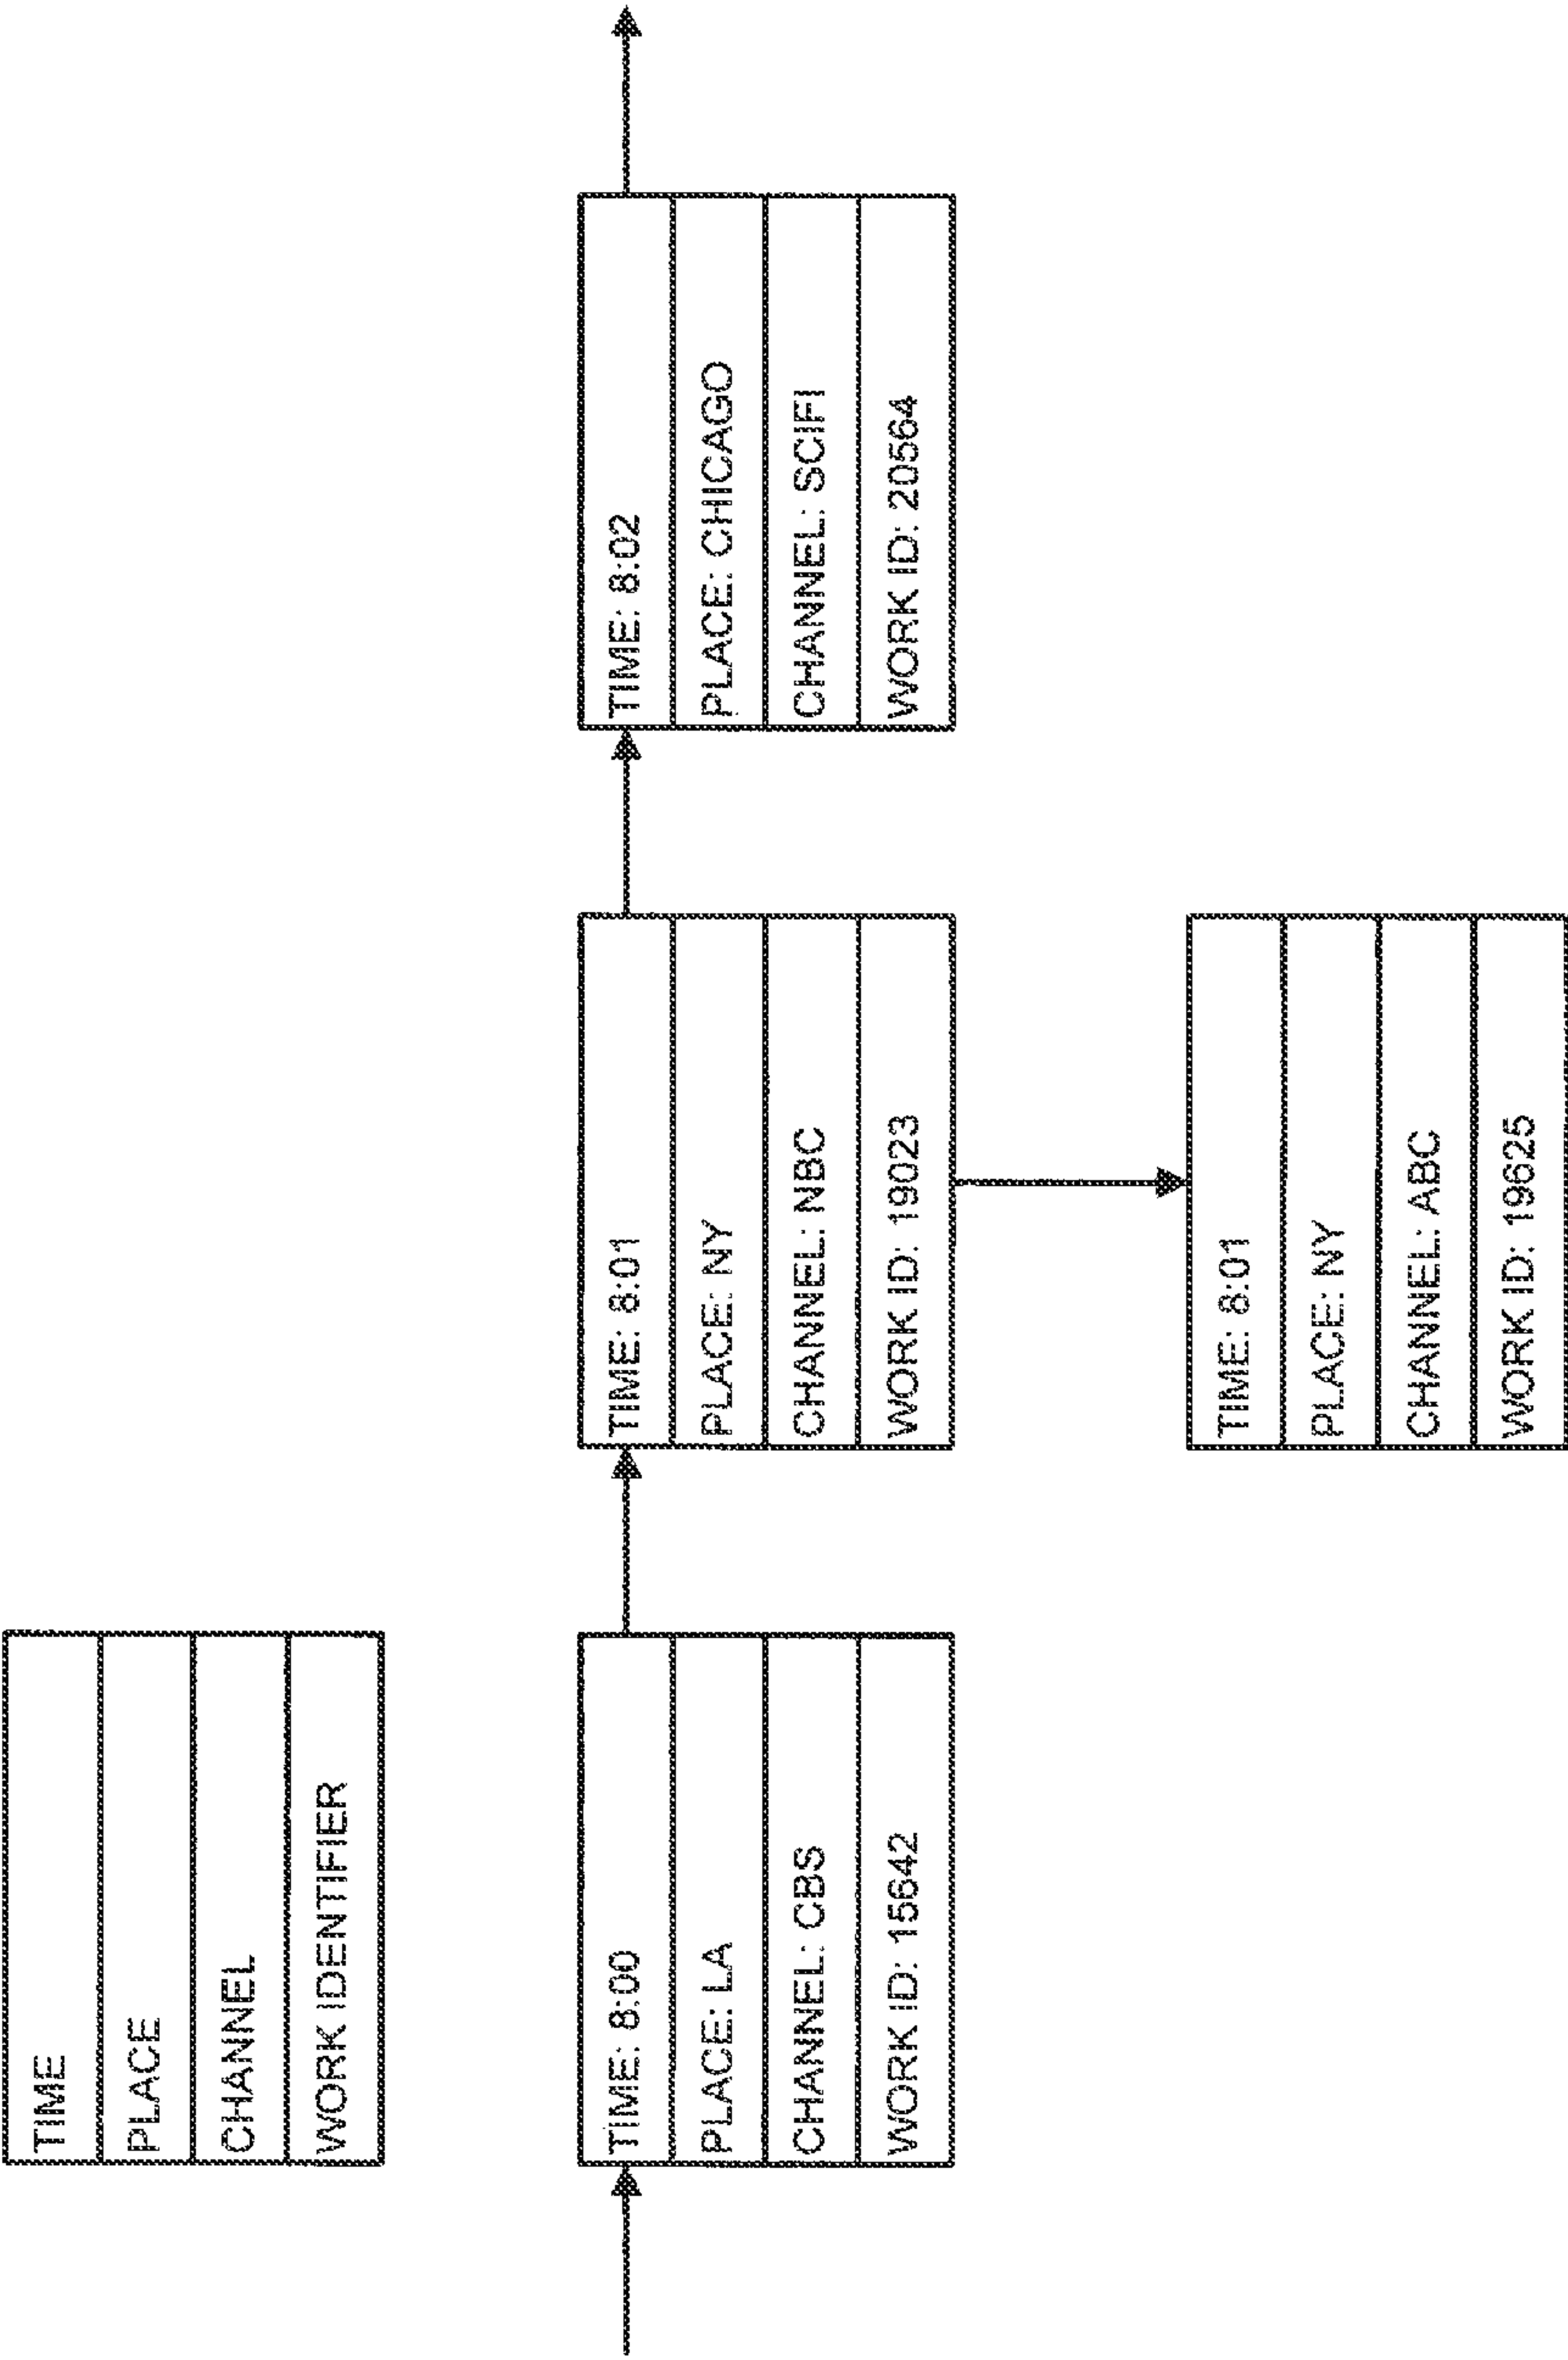 TIME
PLACE
CHANNEL
WORK IDENTIFIER
TIME: 8:00
PLACE: LA
CHANNEL: CBS
WORK ID: 15642
TIME: 8:01
PLACE: NY
CHANNEL: NBC
WORK ID: 19023
TIME: 8:02
PLACE: CHICAGO
CHANNEL: SCIFI
WORK ID: 20564
TIME: 8:01
PLACE: NY
CHANNEL: ABC
WORK ID: 19625